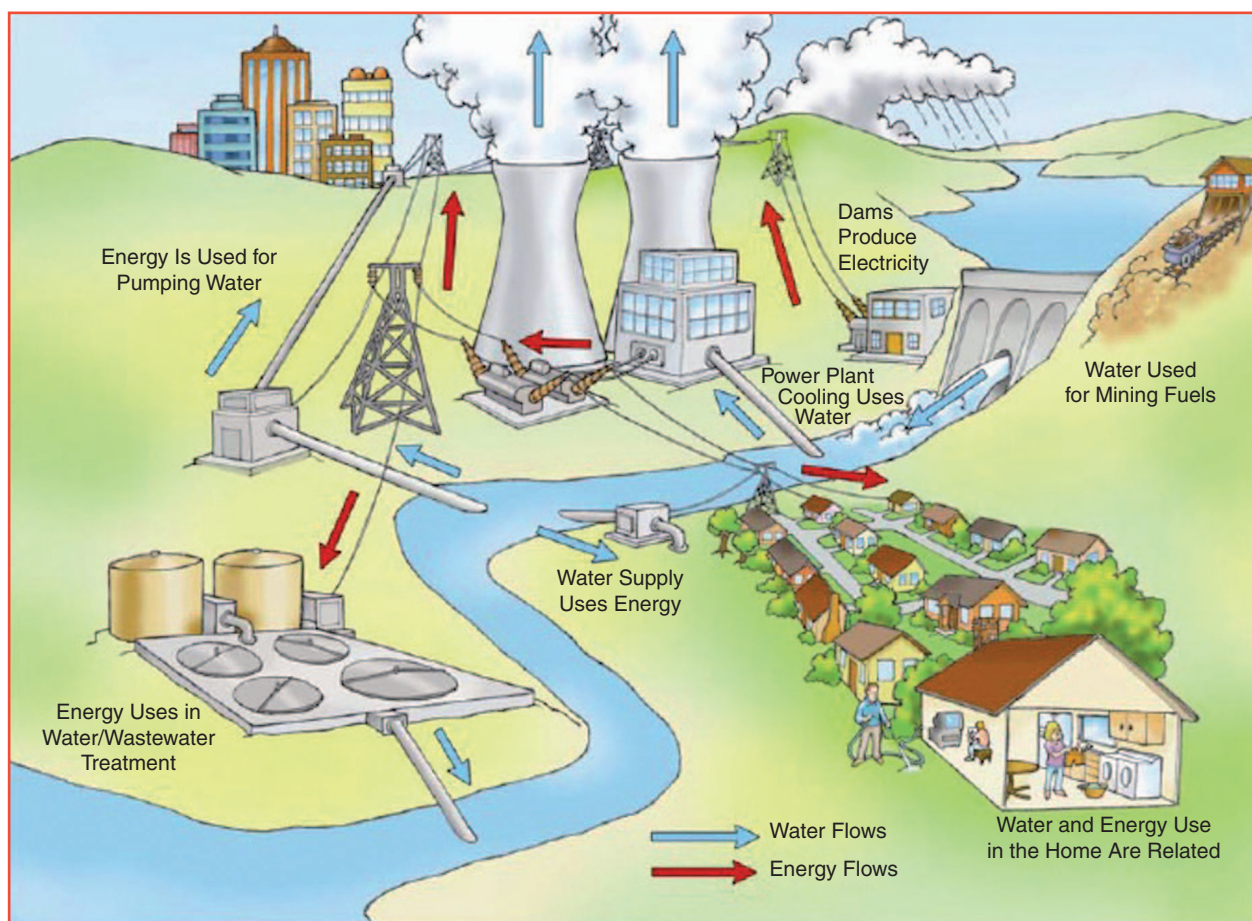 Energy Is Used for
Pumping Water
Dams
Produce
Electricity
Power Plant
Cooling Uses
Water
Water Used
for Mining Fuels
Water Supply
Uses Energy
Energy Uses in
Water/Wastewater
Treatment
Water and Energy Use
in the Home Are Related
Water Flows
Energy Flows